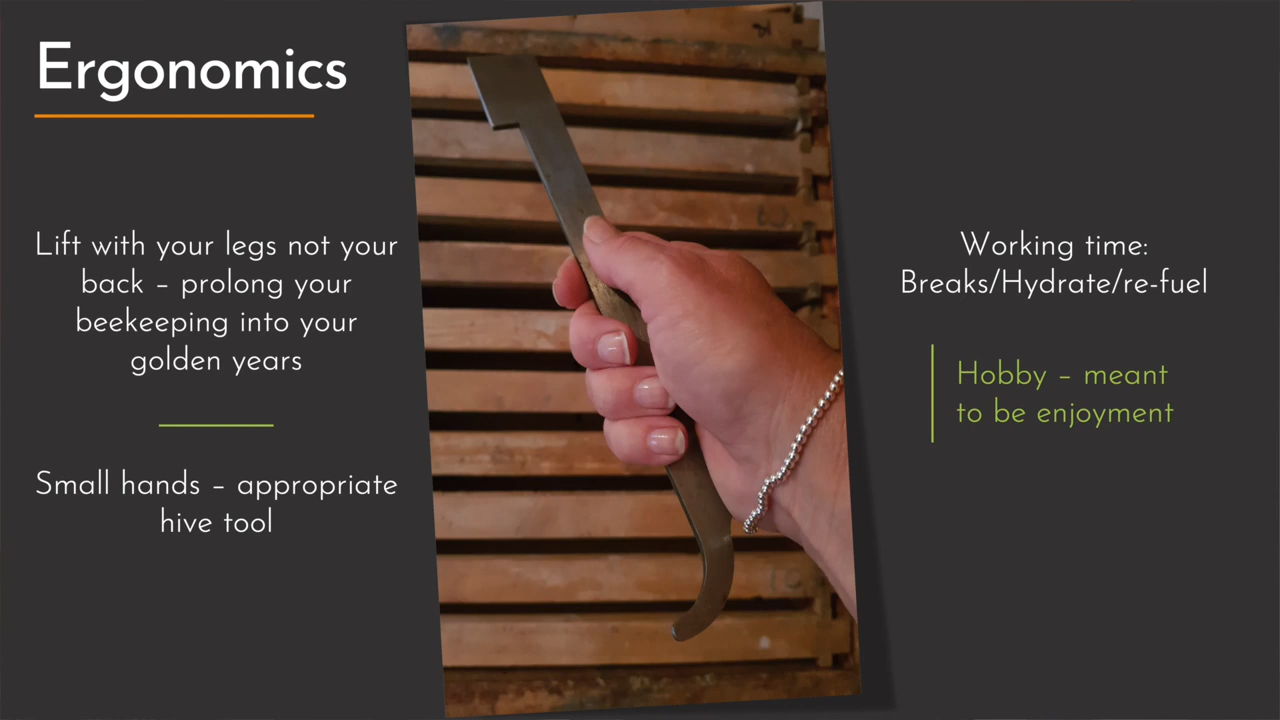 Ergonomics
Lift with your legs not your
back – prolong your
beekeeping into your
golden years
Small hands – appropriate
hive tool
Working time:
Breaks/Hydrate/re-fuel
Hobby – meant
to be enjoyment